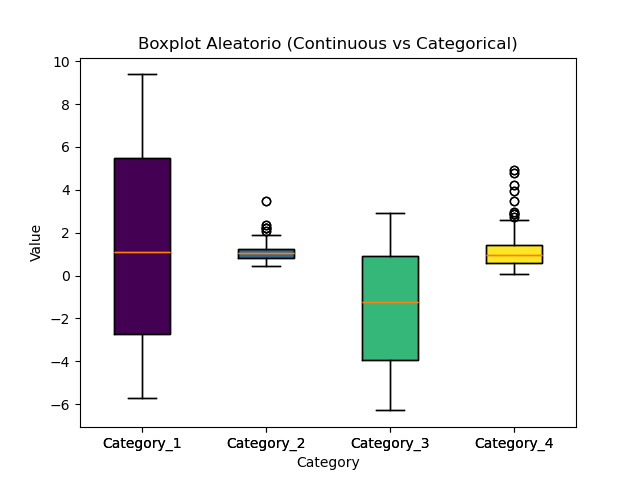 Boxplot Aleatorio (Continuous vs Categorical)
10
8
6
4
2
0
−2
−4
−6
Value
Category_1 Category_2 Category_3 Category_4
Category